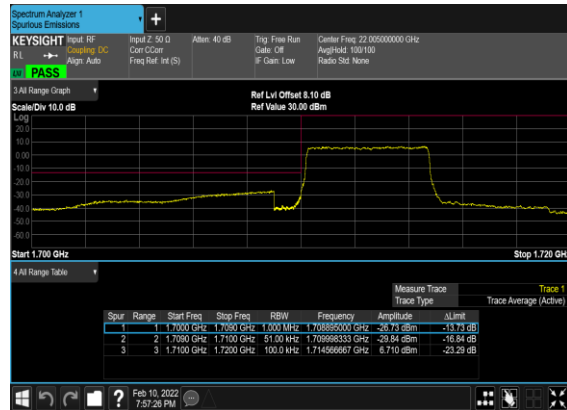 Spectrum Analyzer 1
Spurious Emissions
+
KEYSIGHT Input: RF Input Z: 50 Ω Atten: 40 dB Trig: Free Run Center Freq: 22.005000000 GHz
RL Coupling: DC Corr CCorr Gate: Off Avg|Hold: 100/100
Align: Auto Freq Ref: Int (S) IF Gain: Low Radio Std: None
PASS
3 All Range Graph Ref Lvl Offset 8.10 dB
Scale/Div 10.0 dB Ref Value 30.00 dBm
Log
20.0
10.0
0.00
-10.0
-20.0
-30.0
-40.0
-50.0
-60.0
Start 1.700 GHz Stop 1.720 GH
4 All Range Table
Measure Trace Trace 1
Trace Type Trace Average (Active)
Spur Range Start Freq Stop Freq RBW Frequency Amplitude ΔLimit
1 1 1.7000 GHz 1.7090 GHz 1.000 MHz 1.708895000 GHz -26.73 dBm -13.73 dB
2 2 1.7090 GHz 1.7100 GHz 51.00 kHz 1.709998333 GHz -29.84 dBm -16.84 dB
3 3 1.7100 GHz 1.7200 GHz 100.0 kHz 1.714566667 GHz 6.710 dBm -23.29 dB
? Feb 10, 2022
7:57:26 PM